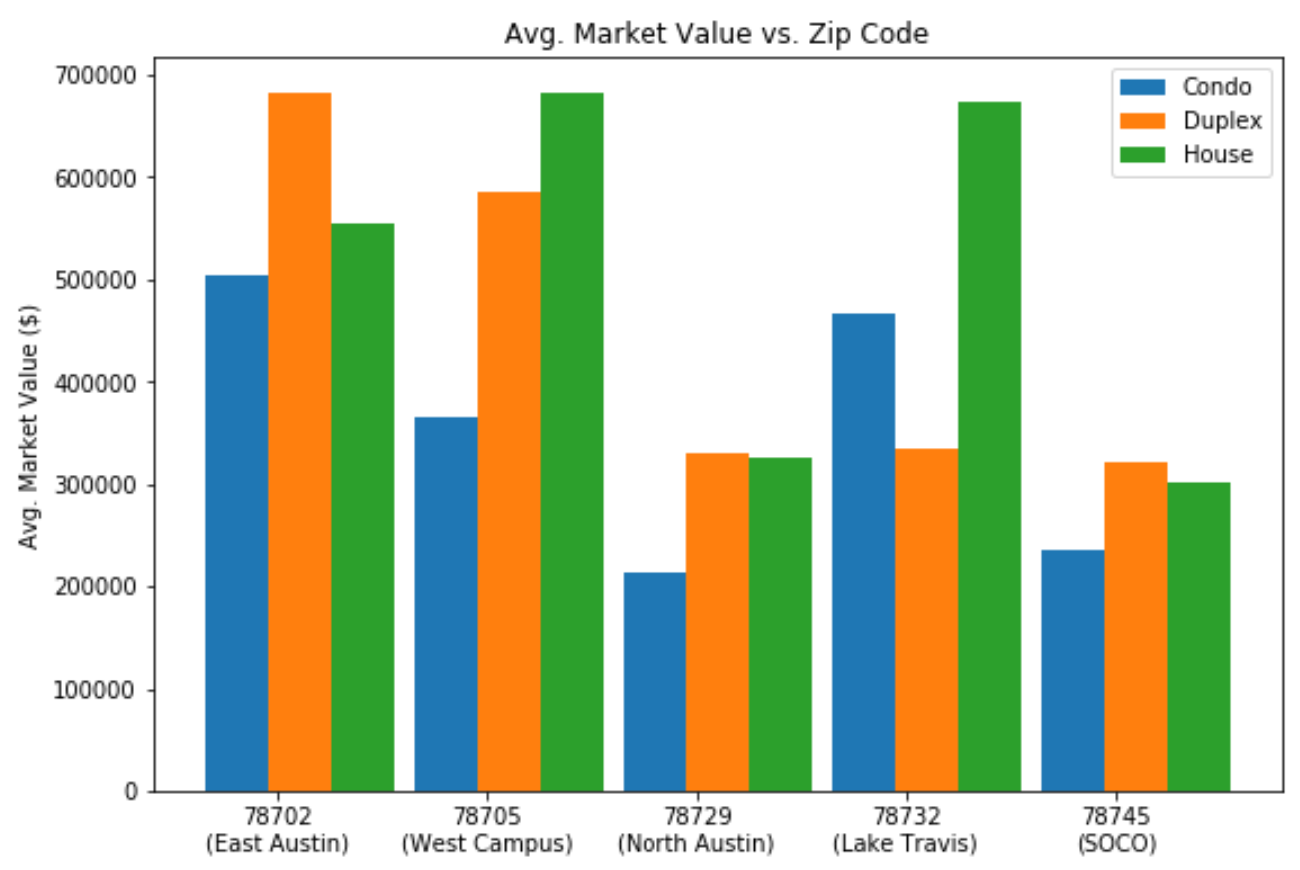 Avg. Market Value vs. Zip Code
Condo
Duplex
House
Avg. Market Value ($)
700000
600000
500000
400000
300000
200000
100000
0
78702
(East Austin)
78705
(West Campus)
78729
(North Austin)
78732
(Lake Travis)
78745
(SOCO)